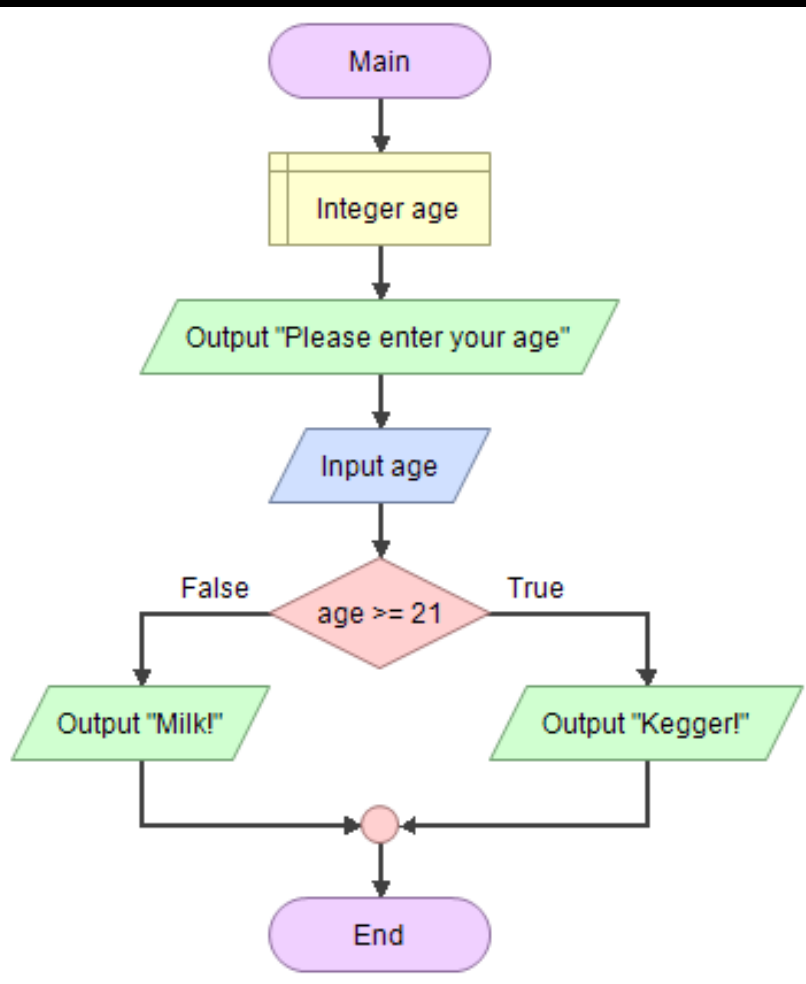 Main
Integer age
Output "Please enter your age"
Input age
False
True
age >= 21
Output "Milk!"
Output "Kegger!"
End